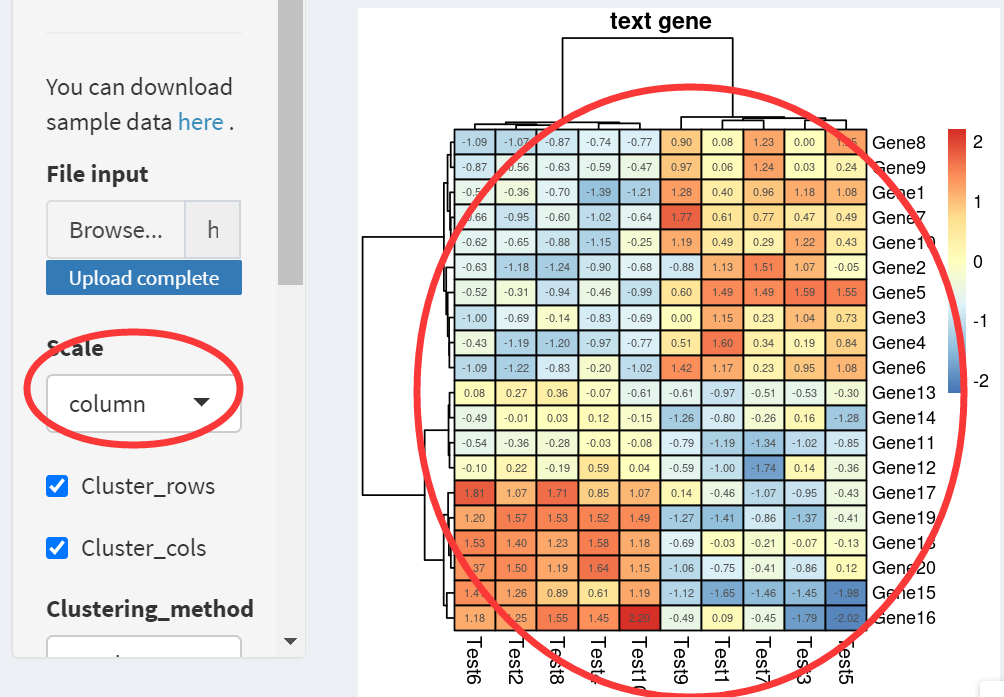 You can download
sample data here .
File input
Browse... h
Upload complete
Scale
column
Cluster_rows
Cluster_cols
Clustering_method
text gene
-1.09 -1.07 -0.87 -0.74 -0.77 0.90 0.08 1.23 0.00 Gene8
-0.87 0.56 -0.63 -0.59 -0.47 0.97 0.06 1.24 0.03 0.24 Gene9
-0.36 -0.70 -1.39 -1.21 1.28 0.40 0.96 1.18 1.08 Gene1
0.66 -0.95 -0.60 -1.02 -0.64 1.77 0.61 0.77 0.47 0.49 Gene7
-0.62 -0.65 -0.88 -1.15 -0.25 1.19 0.49 0.29 1.22 0.43 Gene10
-0.63 -1.18 -1.24 -0.90 -0.68 -0.88 1.13 1.51 1.07 -0.05 Gene2
-0.52 -0.31 -0.94 -0.46 -0.99 0.60 1.49 1.49 1.59 1.55 Gene5
-1.00 -0.69 -0.14 -0.83 -0.69 0.00 1.15 0.23 1.04 0.73 Gene3
-0.43 -1.19 -1.20 -0.97 -0.77 0.51 1.60 0.34 0.19 0.84 Gene4
-1.09 -1.22 -0.83 -0.20 -1.02 1.42 1.17 0.23 0.95 1.08 Gene6
0.08 0.27 0.36 -0.07 -0.61 -0.61 -0.97 -0.51 -0.53 -0.30 Gene13
-0.49 -0.01 0.03 0.12 -0.15 -1.26 -0.80 -0.26 0.16 -1.28 Gene14
-0.54 -0.36 -0.28 -0.03 -0.08 -0.79 -1.19 -1.34 -1.02 -0.85 Gene11
-0.10 0.22 -0.19 0.59 0.04 -0.59 -1.00 -1.74 0.14 -0.36 Gene12
1.81 1.07 1.71 0.85 1.07 0.14 -0.46 -1.07 -0.95 -0.43 Gene17
1.20 1.57 1.53 1.52 1.49 -1.27 -1.41 -0.86 -1.37 -0.41 Gene19
1.53 1.40 1.23 1.58 1.18 -0.69 -0.03 -0.21 -0.07 -0.13 Gene18
1.37 1.50 1.19 1.64 1.15 -1.06 -0.75 -0.41 -0.86 0.12 Gene20
1.26 0.89 0.61 1.19 -1.12 -1.65 -1.46 -1.45 -1.98 Gene15
1.18 1.25 1.55 1.45 2.20 -0.49 0.09 -0.45 -1.79 -2.02 Gene16
Test6 Test2 Test8 Test4 Test10 Test9 Test1 Test7 Test3 Test5
2
1
0
-1
-2